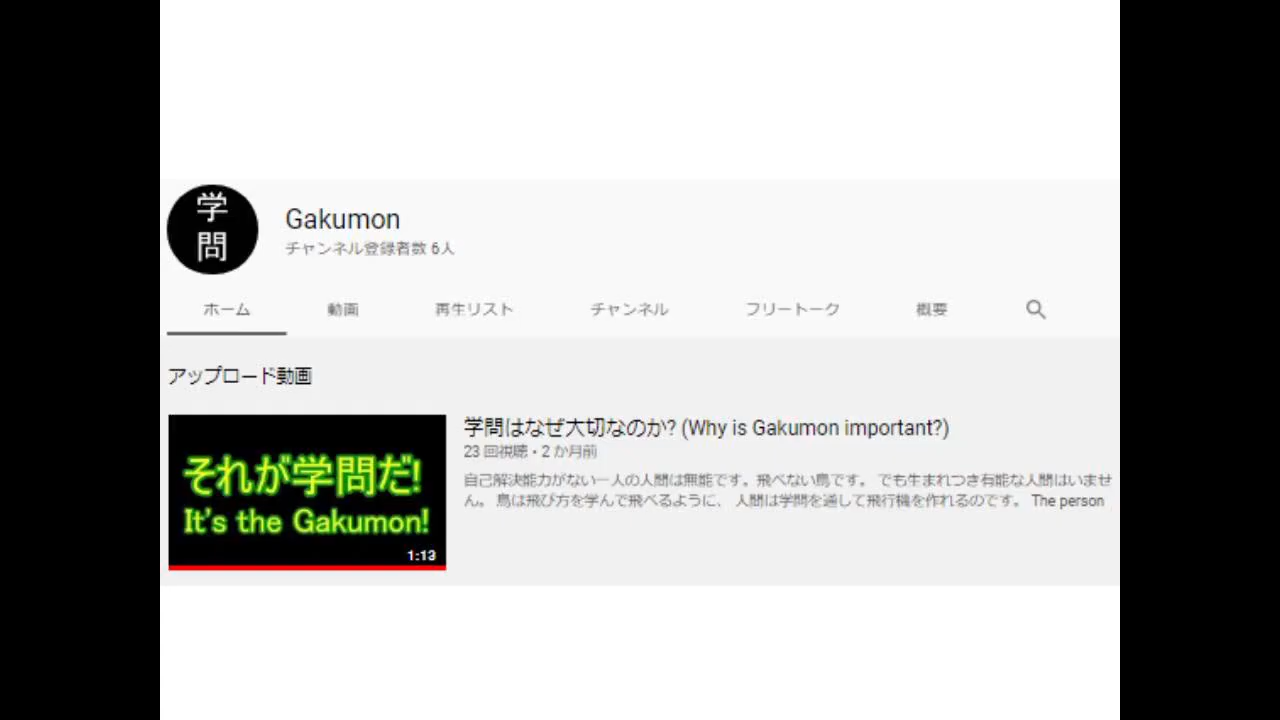 学
問
Gakumon
チャンネル登録者数 6人
ホーム 動画 再生リスト チャンネル フリートーク 概要
アップロード動画
それが学問だ!
It's the Gakumon!
1:13
学問はなぜ大切なのか? (Why is Gakumon important?)
23 回視聴・2 か月前
自己解決能力がない一人の人間は無能です。飛べない鳥です。 でも生まれつき有能な人間はいませ
ん。 鳥は飛び方を学んで飛べるように、 人間は学問を通して飛行機を作れるのです。 The person